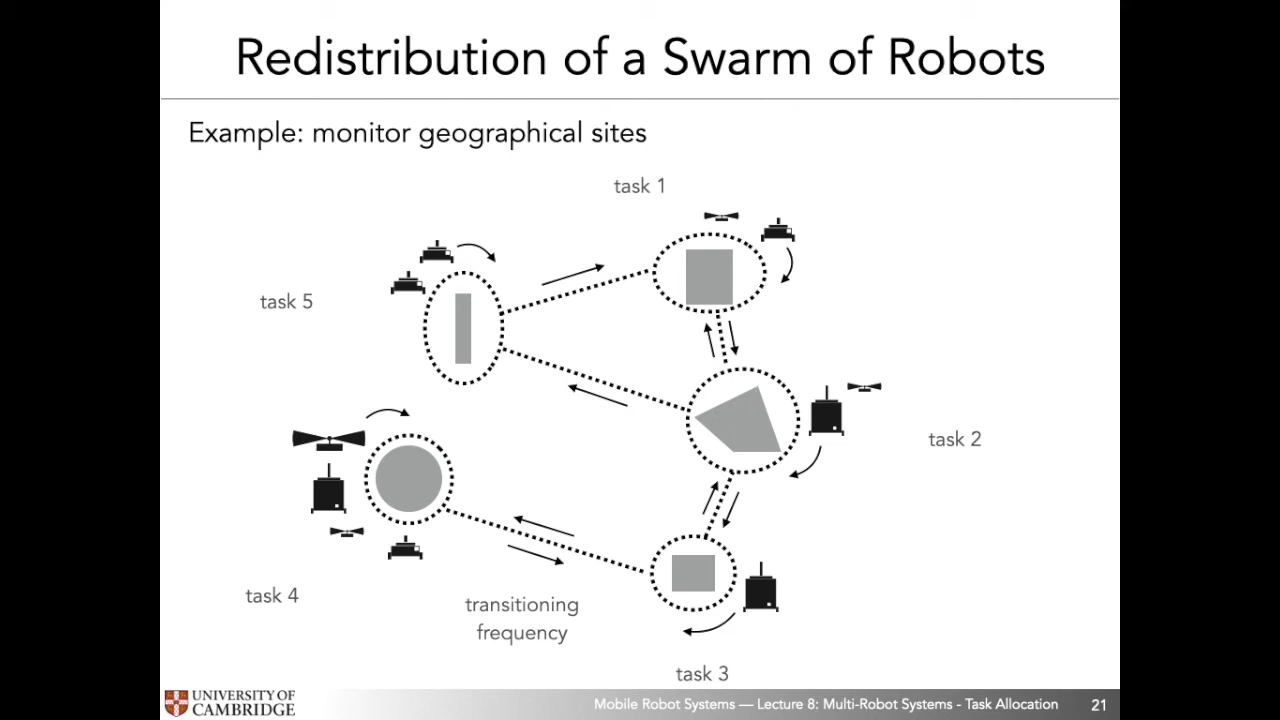 Redistribution of a Swarm of Robots
Example: monitor geographical sites
task 1
task 5
task 2
task 4
transitioning
frequency
task 3
UNIVERSITY OF
CAMBRIDGE
Mobile Robot Systems — Lecture 8: Multi-Robot Systems - Task Allocation
21